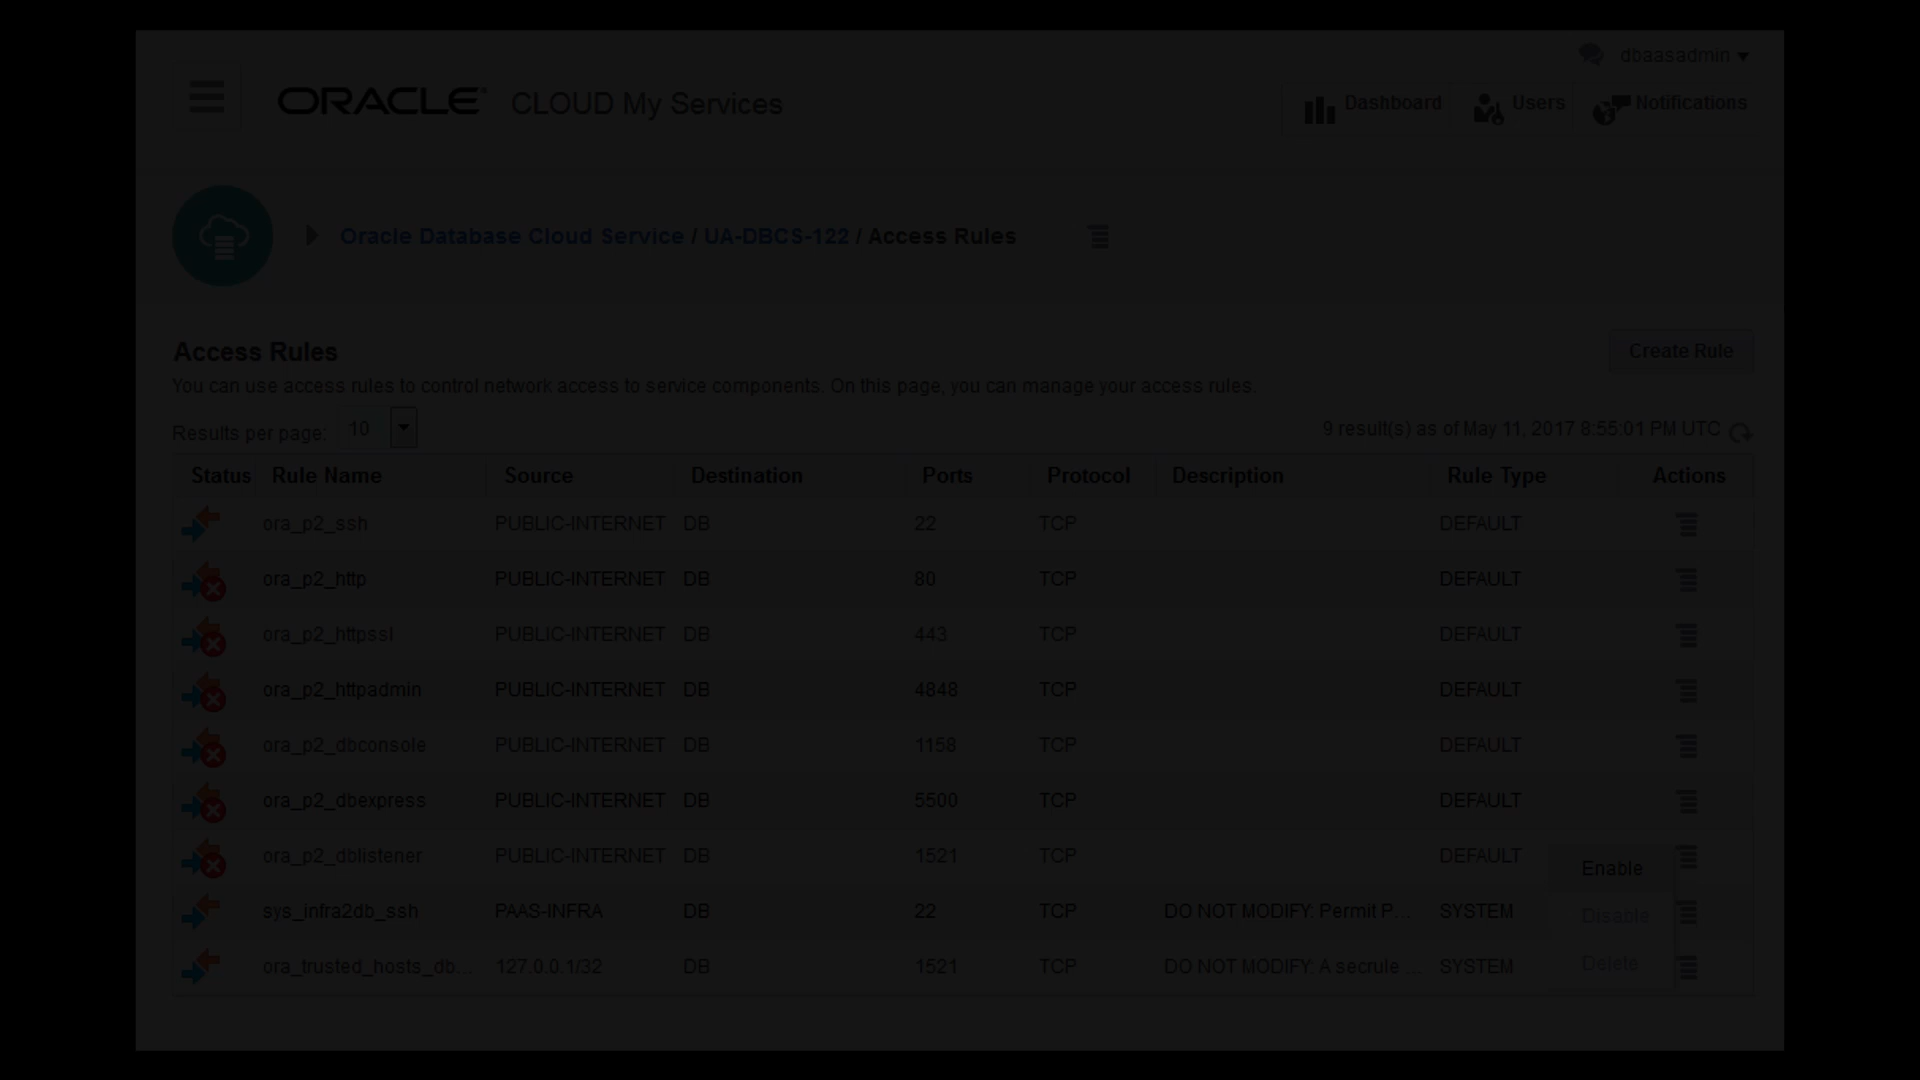 dbaasadmin
ORACLE CLOUD My Services
Dashboard Users Notifications
Oracle Database Cloud Service / UA-DBCS-122 / Access Rules
Access Rules
Create Rule
You can use access rules to control network access to service components. On this page, you can manage your access rules.
Results per page: 10
9 result(s) as of May 11, 2017 8:55:01 PM UTC
Status Rule Name Source Destination Ports Protocol Description Rule Type Actions
ora_p2_ssh PUBLIC-INTERNET DB 22 TCP DEFAULT
ora_p2_http PUBLIC-INTERNET DB 80 TCP DEFAULT
ora_p2_httpssl PUBLIC-INTERNET DB 443 TCP DEFAULT
ora_p2_httpadmin PUBLIC-INTERNET DB 4848 TCP DEFAULT
ora_p2_dbconsole PUBLIC-INTERNET DB 1158 TCP DEFAULT
ora_p2_dbexpress PUBLIC-INTERNET DB 5500 TCP DEFAULT
ora_p2_dblistener PUBLIC-INTERNET DB 1521 TCP DEFAULT
Enable
sys_infra2db_ssh PAAS-INFRA DB 22 TCP DO NOT MODIFY: Permit P... SYSTEM
Disable
ora_trusted_hosts_db... 127.0.0.1/32 DB 1521 TCP DO NOT MODIFY: A secrule ... SYSTEM
Delete